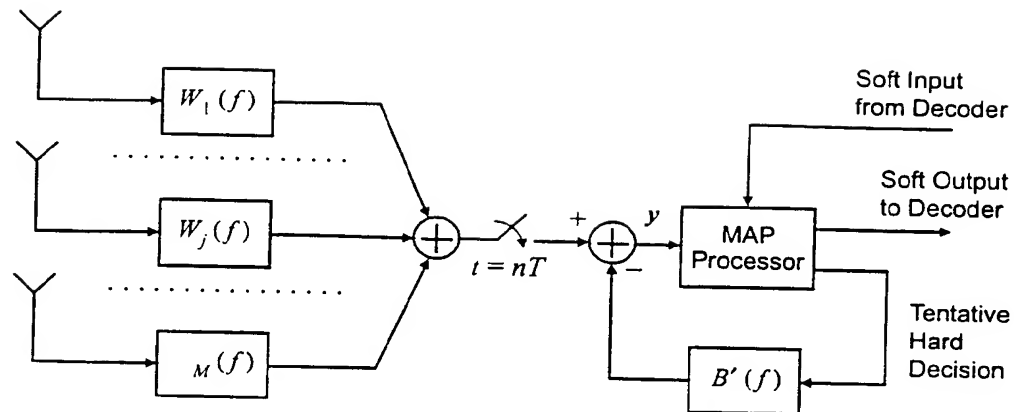 W₁(f)
Wⱼ(f)
M(f)
t = nT
+
−
y
MAP
Processor
Soft Input
from Decoder
Soft Output
to Decoder
Tentative
Hard
Decision
B′(f)